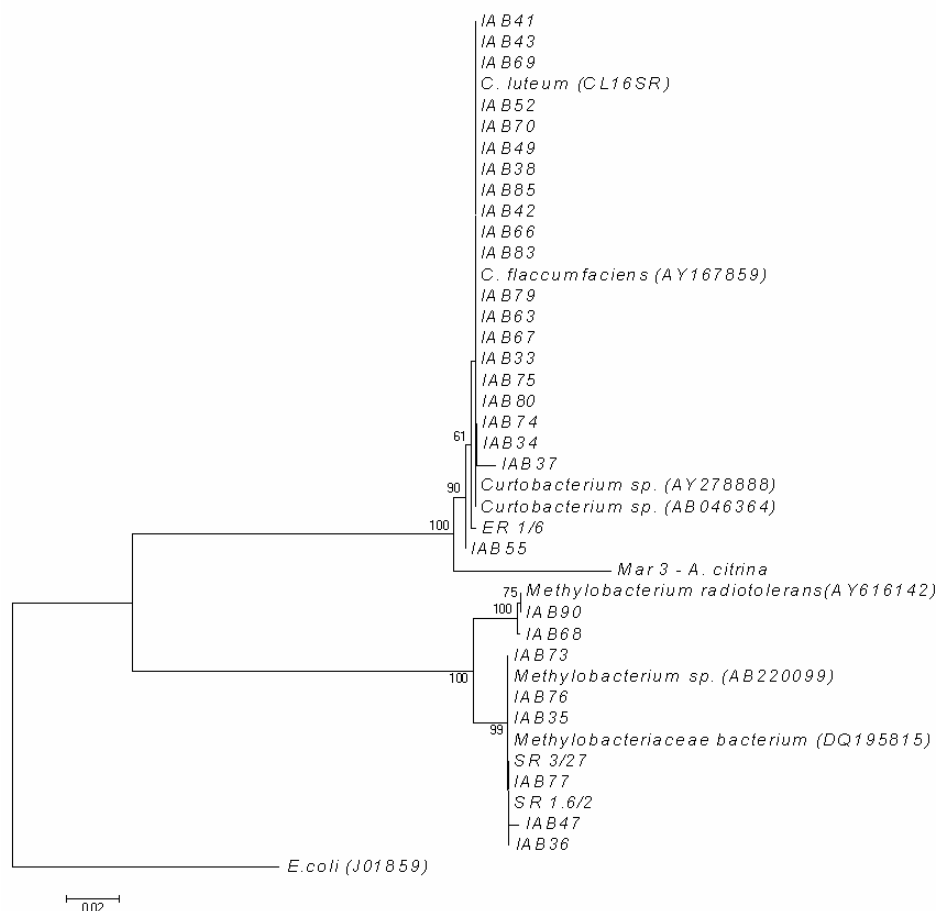 IAB41
IAB43
IAB69
C. luteum (CL16SR)
IAB52
IAB70
IAB49
IAB38
IAB85
IAB42
IAB66
IAB83
C. flaccumfaciens (AY167859)
IAB79
IAB63
IAB67
IAB33
IAB75
IAB80
IAB74
61
IAB34
IAB37
90
Curtobacterium sp. (AY278888)
Curtobacterium sp. (AB046364)
100
ER 1/6
IAB55
Mar 3 - A. citrina
75
Methylobacterium radiotolerans(AY616142)
100
IAB90
IAB68
IAB73
100
Methylobacterium sp. (AB220099)
IAB76
IAB35
99
Methylobacteriaceae bacterium (DQ195815)
SR 3/27
IAB77
SR 1.6/2
IAB47
IAB36
E.coli (J01859)
0.02